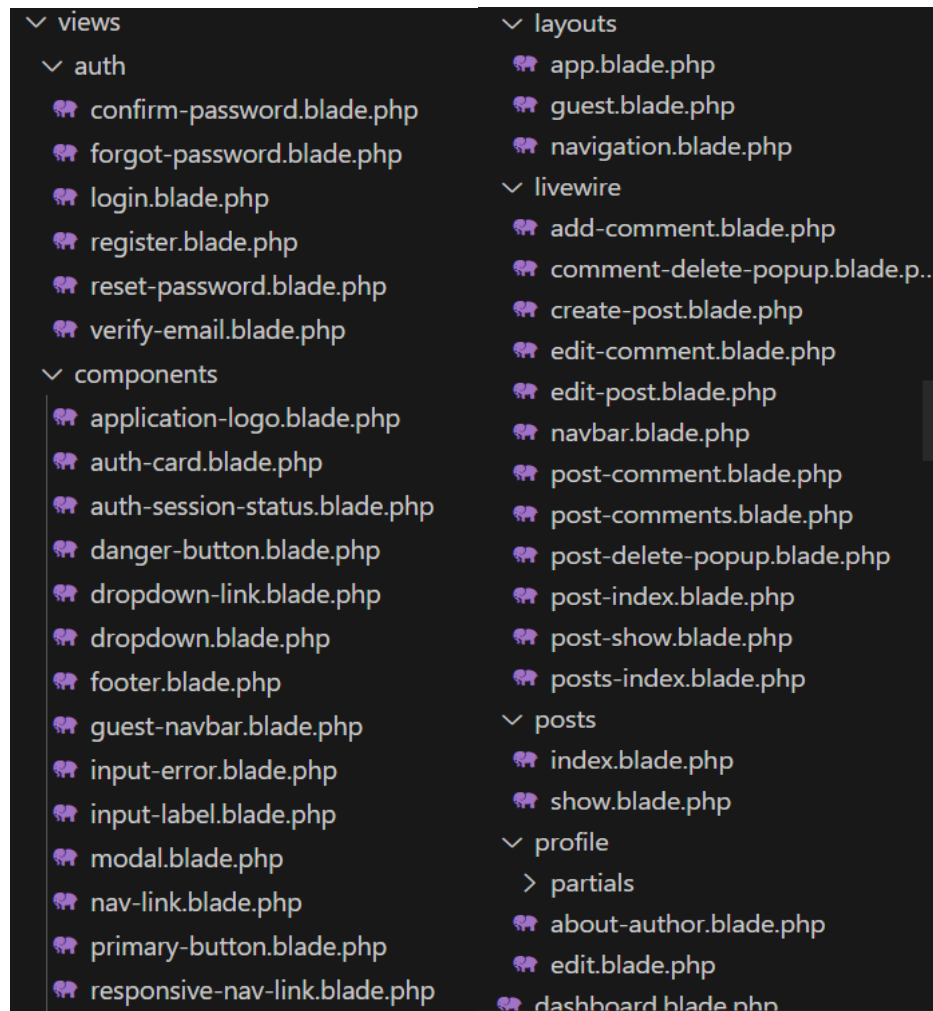 views
auth
confirm-password.blade.php
forgot-password.blade.php
login.blade.php
register.blade.php
reset-password.blade.php
verify-email.blade.php
components
application-logo.blade.php
auth-card.blade.php
auth-session-status.blade.php
danger-button.blade.php
dropdown-link.blade.php
dropdown.blade.php
footer.blade.php
guest-navbar.blade.php
input-error.blade.php
input-label.blade.php
modal.blade.php
nav-link.blade.php
primary-button.blade.php
responsive-nav-link.blade.php
layouts
app.blade.php
guest.blade.php
navigation.blade.php
livewire
add-comment.blade.php
comment-delete-popup.blade.p...
create-post.blade.php
edit-comment.blade.php
edit-post.blade.php
navbar.blade.php
post-comment.blade.php
post-comments.blade.php
post-delete-popup.blade.php
post-index.blade.php
post-show.blade.php
posts-index.blade.php
posts
index.blade.php
show.blade.php
profile
partials
about-author.blade.php
edit.blade.php
dashboard.blade.php